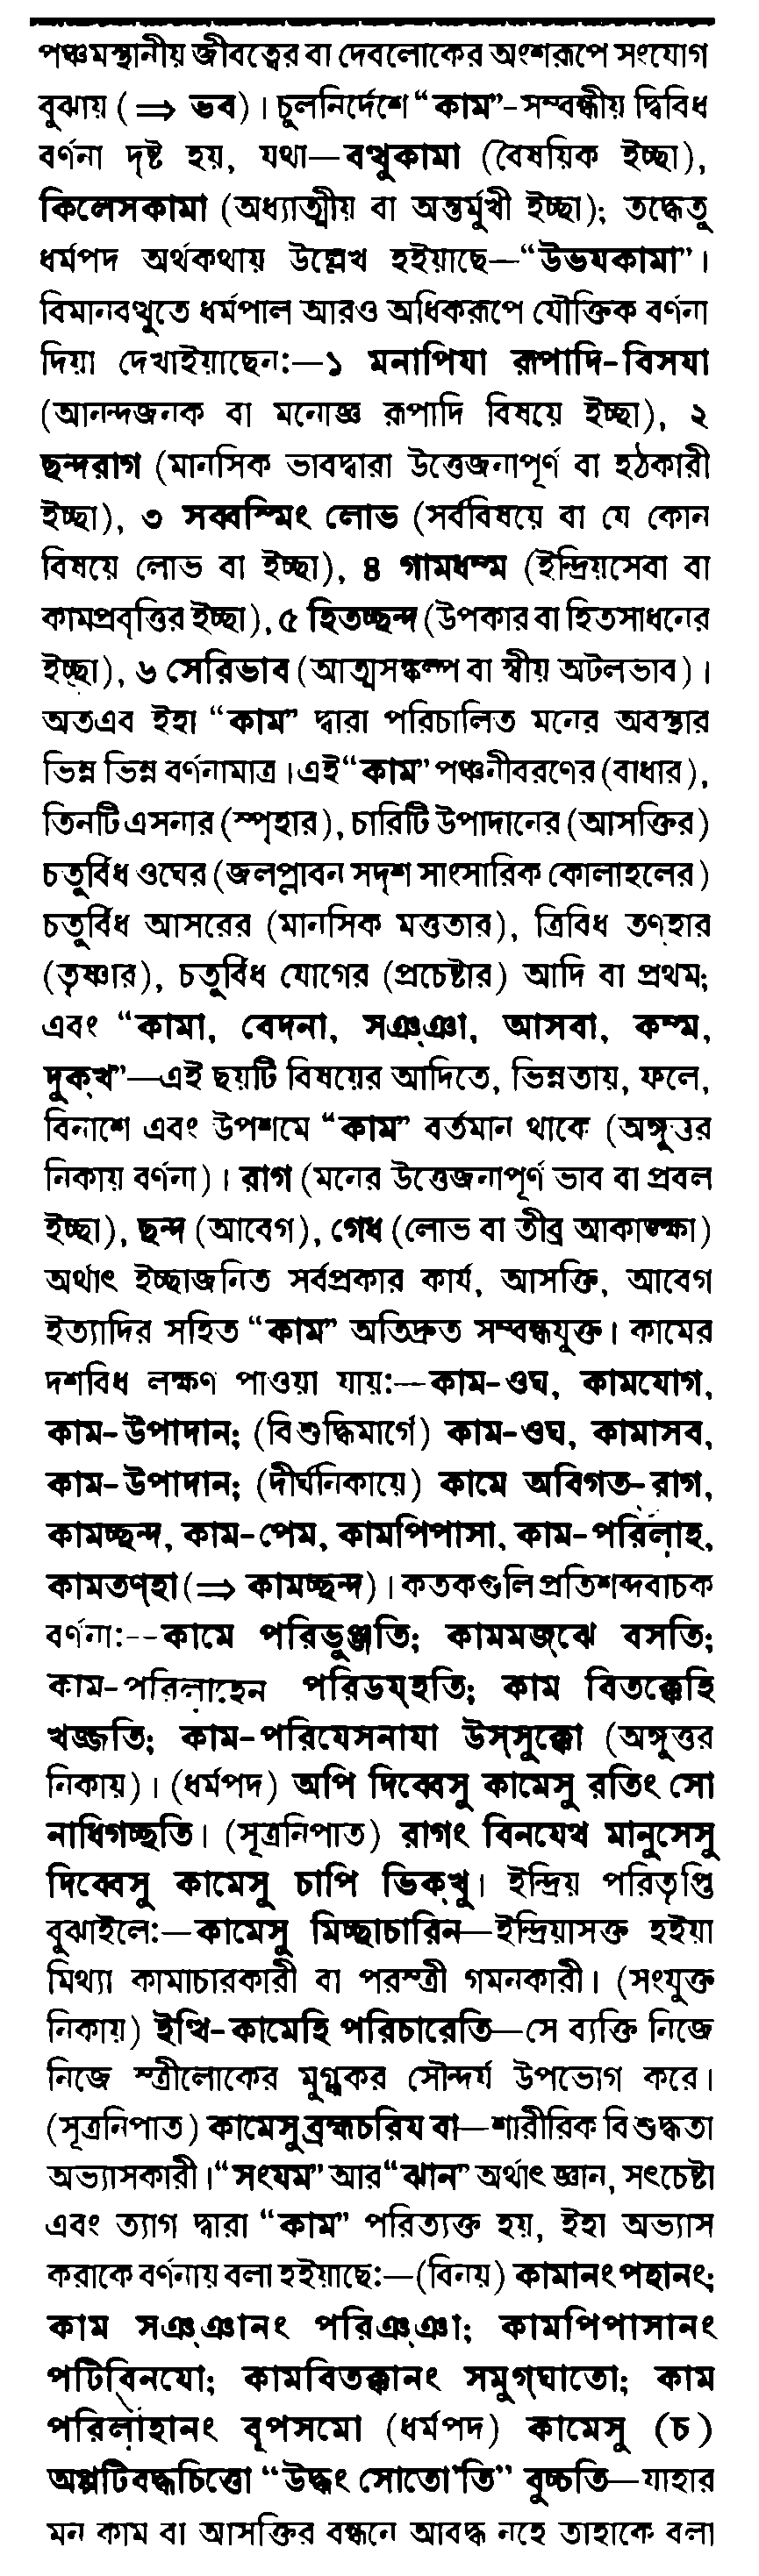 পঞ্চমস্থানীয় জীবত্বের বা দেবলোকের অংশরূপে সংযোগ
বুঝায় (⇒ ভব)। চুলনির্দেশে “কাম”-সম্বন্ধীয় দ্বিবিধ
বর্ণনা দৃষ্ট হয়, যথা—বত্থুকামা (বৈষয়িক ইচ্ছা),
কিলেসকামা (অধ্যাত্মীয় বা অন্তর্মুখী ইচ্ছা); তদ্ধেতু
ধর্মপদ অর্থকথায় উল্লেখ হইয়াছে—“উভযকামা”।
বিমানবত্থুতে ধর্মপাল আরও অধিকরূপে যৌক্তিক বর্ণনা
দিয়া দেখাইয়াছেন:—১ মনাপিযা রূপাদি-বিসযা
(আনন্দজনক বা মনোজ্ঞ রূপাদি বিষয়ে ইচ্ছা), ২
ছন্দরাগ (মানসিক ভাবদ্বারা উত্তেজনাপূর্ণ বা হঠকারী
ইচ্ছা), ৩ সব্বস্মিং লোভ (সর্ববিষয়ে বা যে কোন
বিষয়ে লোভ বা ইচ্ছা), ৪ গামধম্ম (ইন্দ্রিয়সেবা বা
কামপ্রবৃত্তির ইচ্ছা), ৫ হিতচ্ছন্দ (উপকার বা হিতসাধনের
ইচ্ছা), ৬ সেরিভাব (আত্মসঙ্কল্প বা স্বীয় অটলভাব)।
অতএব ইহা “কাম” দ্বারা পরিচালিত মনের অবস্থার
ভিন্ন ভিন্ন বর্ণনামাত্র। এই “কাম” পঞ্চনীবরণের (বাধার),
তিনটি এসনার (স্পৃহার), চারিটি উপাদানের (আসক্তির)
চতুর্বিধ ওঘের (জলপ্লাবন সদৃশ সাংসারিক কোলাহলের)
চতুর্বিধ আসরের (মানসিক মত্ততার), ত্রিবিধ তণ্হার
(তৃষ্ণার), চতুর্বিধ যোগের (প্রচেষ্টার) আদি বা প্রথম;
এবং “কামা, বেদনা, সঞ্‌ঞা, আসবা, কম্ম,
দুক্‌খ”—এই ছয়টি বিষয়ের আদিতে, ভিন্নতায়, ফলে,
বিনাশে এবং উপশমে “কাম” বর্তমান থাকে (অঙ্গুত্তর
নিকায় বর্ণনা)। রাগ (মনের উত্তেজনাপূর্ণ ভাব বা প্রবল
ইচ্ছা), ছন্দ (আবেগ), গেধ (লোভ বা তীব্র আকাঙ্ক্ষা)
অর্থাৎ ইচ্ছাজনিত সর্বপ্রকার কার্য, আসক্তি, আবেগ
ইত্যাদির সহিত “কাম” অতিদ্রুত সম্বন্ধযুক্ত। কামের
দশবিধ লক্ষণ পাওয়া যায়:—কাম-ওঘ, কামযোগ,
কাম-উপাদান; (বিশুদ্ধিমার্গে) কাম-ওঘ, কামাসব,
কাম-উপাদান; (দীর্ঘনিকায়ে) কামে অবিগত-রাগ,
কামচ্ছন্দ, কাম-পেম, কামপিপাসা, কাম-পরিলাহ,
কামতণ্হা (⇒ কামচ্ছন্দ)। কতকগুলি প্রতিশব্দবাচক
বর্ণনা:--কামে পরিভুঞ্জতি; কামমজ্‌ঝে বসতি;
কাম-পরিলাহেন পরিডয্‌হতি; কাম বিতক্কেহি
খজ্জতি; কাম-পরিযেসনাযা উস্‌সুক্কো (অঙ্গুত্তর
নিকায়)। (ধর্মপদ) অপি দিব্বেসু কামেসু রতিং সো
নাধিগচ্ছতি। (সূত্রনিপাত) রাগং বিনযেথ মানুসেসু
দিব্বেসু কামেসু চাপি ভিক্‌খু। ইন্দ্রিয় পরিতৃপ্তি
বুঝাইলে:—কামেসু মিচ্ছাচারিন—ইন্দ্রিয়াসক্ত হইয়া
মিথ্যা কামাচারকারী বা পরস্ত্রী গমনকারী। (সংযুক্ত
নিকায়) ইত্থি-কামেহি পরিচারেতি—সে ব্যক্তি নিজে
নিজে স্ত্রীলোকের মুগ্ধকর সৌন্দর্য উপভোগ করে।
(সূত্রনিপাত) কামেসু ব্রহ্মচরিয বা—শারীরিক বিশুদ্ধতা
অভ্যাসকারী। “সংযম” আর “ঝান” অর্থাৎ জ্ঞান, সৎচেষ্টা
এবং ত্যাগ দ্বারা “কাম” পরিত্যক্ত হয়, ইহা অভ্যাস
করাকে বর্ণনায় বলা হইয়াছে:—(বিনয়) কামানং পহানং;
কাম সঞ্‌ঞানং পরিঞ্‌ঞা; কামপিপাসানং
পটিবিনযো; কামবিতক্কানং সমুগ্‌ঘাতো; কাম
পরিলাহানং বূপসমো (ধর্মপদ) কামেসু (চ)
অপ্পটিবদ্ধচিত্তো “উদ্ধং সোতো’তি” বুচ্চতি—যাহার
মন কাম বা আসক্তির বন্ধনে আবদ্ধ নহে তাহাকে বলা